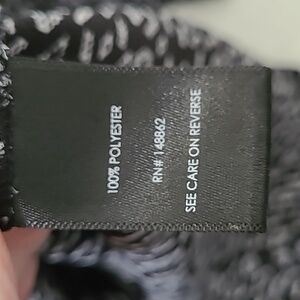 100% POLYESTER
RN# 148862
SEE CARE ON REVERSE